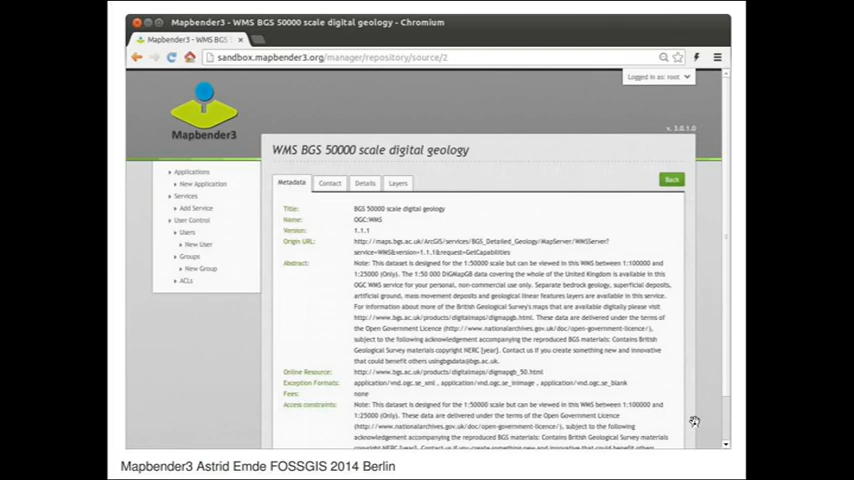 Mapbender3 - WMS BGS 50000 scale digital geology - Chromium
Mapbender3 - WMS BGS
sandbox.mapbender3.org/manager/repository/source/2
Logged in as: root
Mapbender3
v. 3.0.1.0
Applications
New Application
Services
Add Service
User Control
Users
New User
Groups
New Group
ACLs
WMS BGS 50000 scale digital geology
Metadata Contact Details Layers Back
Title: BGS 50000 scale digital geology
Name: OGC:WMS
Version: 1.1.1
Origin URL: http://maps.bgs.ac.uk/ArcGIS/services/BGS_Detailed_Geology/MapServer/WMSServer?
service=WMS&version=1.1.1&request=GetCapabilities
Abstract: Note: This dataset is designed for the 1:50000 scale but can be viewed in this WMS between 1:100000 and
1:25000 (Only). The 1:50 000 DiGMapGB data covering the whole of the United Kingdom is available in this
OGC WMS service for your personal, non-commercial use only. Separate bedrock geology, superficial deposits,
artificial ground, mass movement deposits and geological linear features layers are available in this service.
For information about more of the British Geological Survey's maps that are available digitally please visit
http://www.bgs.ac.uk/products/digitalmaps/digmapgb.html. These data are delivered under the terms of
the Open Government Licence (http://www.nationalarchives.gov.uk/doc/open-government-licence/),
subject to the following acknowledgement accompanying the reproduced BGS materials: Contains British
Geological Survey materials copyright NERC [year]. Contact us if you create something new and innovative
that could benefit others usingbgsdata@bgs.ac.uk.
Online Resource: http://www.bgs.ac.uk/products/digitalmaps/digmapgb_50.html
Exception Formats: application/vnd.ogc.se_xml , application/vnd.ogc.se_inimage , application/vnd.ogc.se_blank
Fees: none
Access constraints: Note: This dataset is designed for the 1:50000 scale but can be viewed in this WMS between 1:100000 and
1:25000 (Only). These data are delivered under the terms of the Open Government Licence
(http://www.nationalarchives.gov.uk/doc/open-government-licence/), subject to the following
acknowledgement accompanying the reproduced BGS materials: Contains British Geological Survey materials
copyright NERC [year]. Contact us if you create something new and innovative that could benefit others
Mapbender3 Astrid Emde FOSSGIS 2014 Berlin